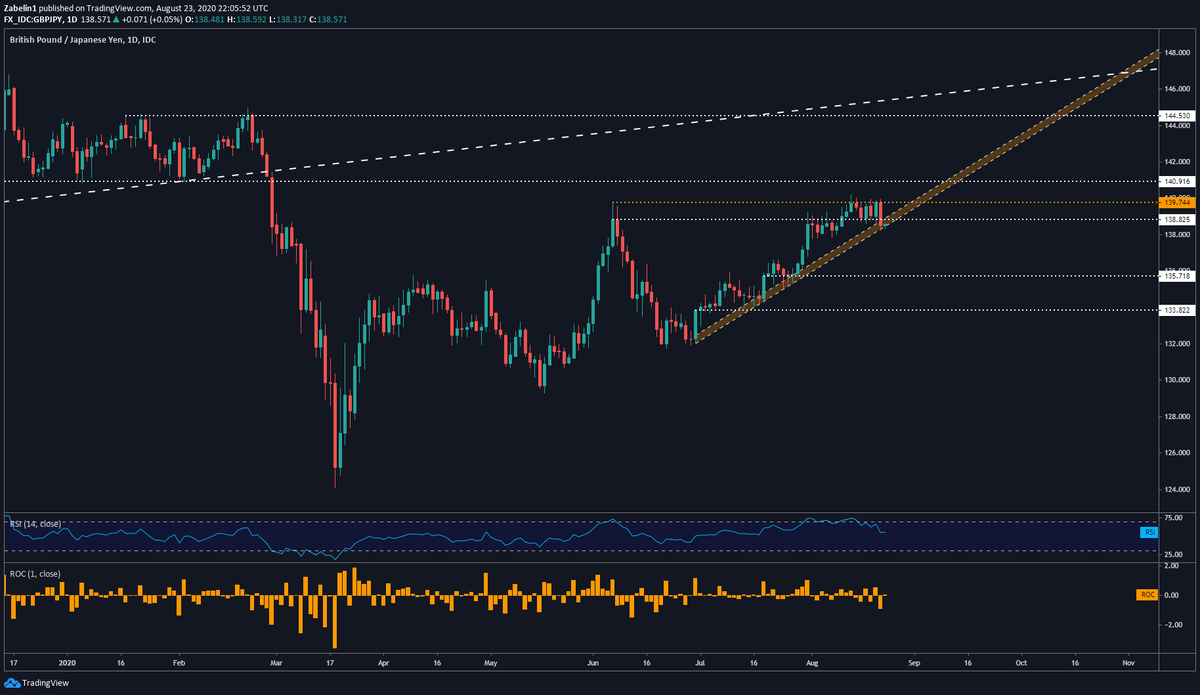 Zabelin1 published on TradingView.com, August 23, 2020 22:05:52 UTC
FX_IDC:GBPJPY, 1D 138.571 ▲ +0.071 (+0.05%) O:138.481 H:138.592 L:138.317 C:138.571
British Pound / Japanese Yen, 1D, IDC
148.000
146.000
144.530
144.000
142.000
140.916
139.744
138.825
138.000
135.718
133.822
132.000
130.000
128.000
126.000
124.000
RSI (14, close)
75.00
RSI
25.00
ROC (1, close)
2.00
ROC
0.00
−2.00
17 2020 16 Feb Mar 17 Apr 16 May Jun 16 Jul 16 Aug Sep 16 Oct 16 Nov
TradingView